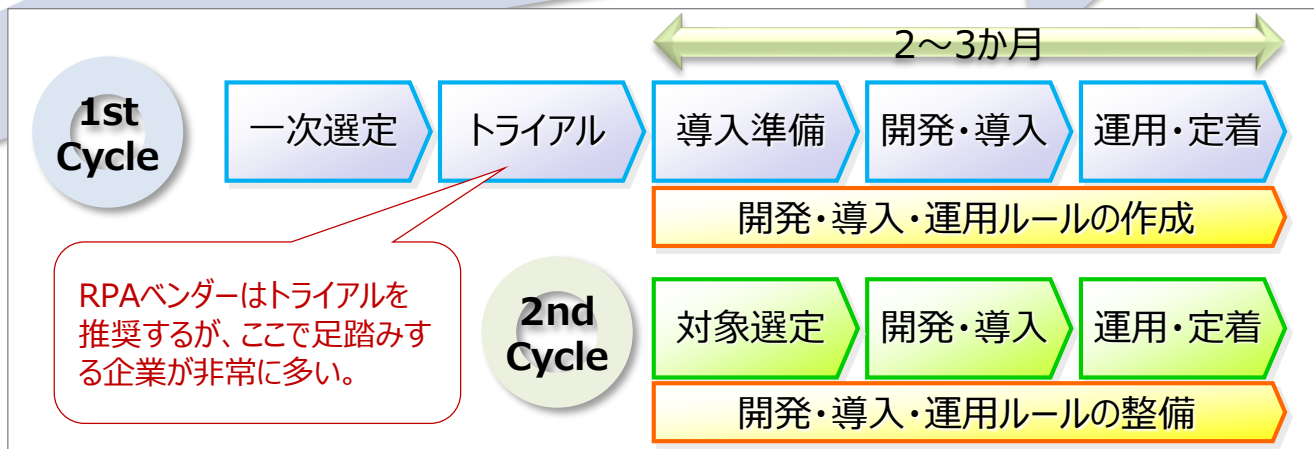 2～3か月
1st
Cycle
一次選定
トライアル
導入準備
開発・導入
運用・定着
開発・導入・運用ルールの作成
RPAベンダーはトライアルを
推奨するが、ここで足踏みす
る企業が非常に多い。
2nd
Cycle
対象選定
開発・導入
運用・定着
開発・導入・運用ルールの整備